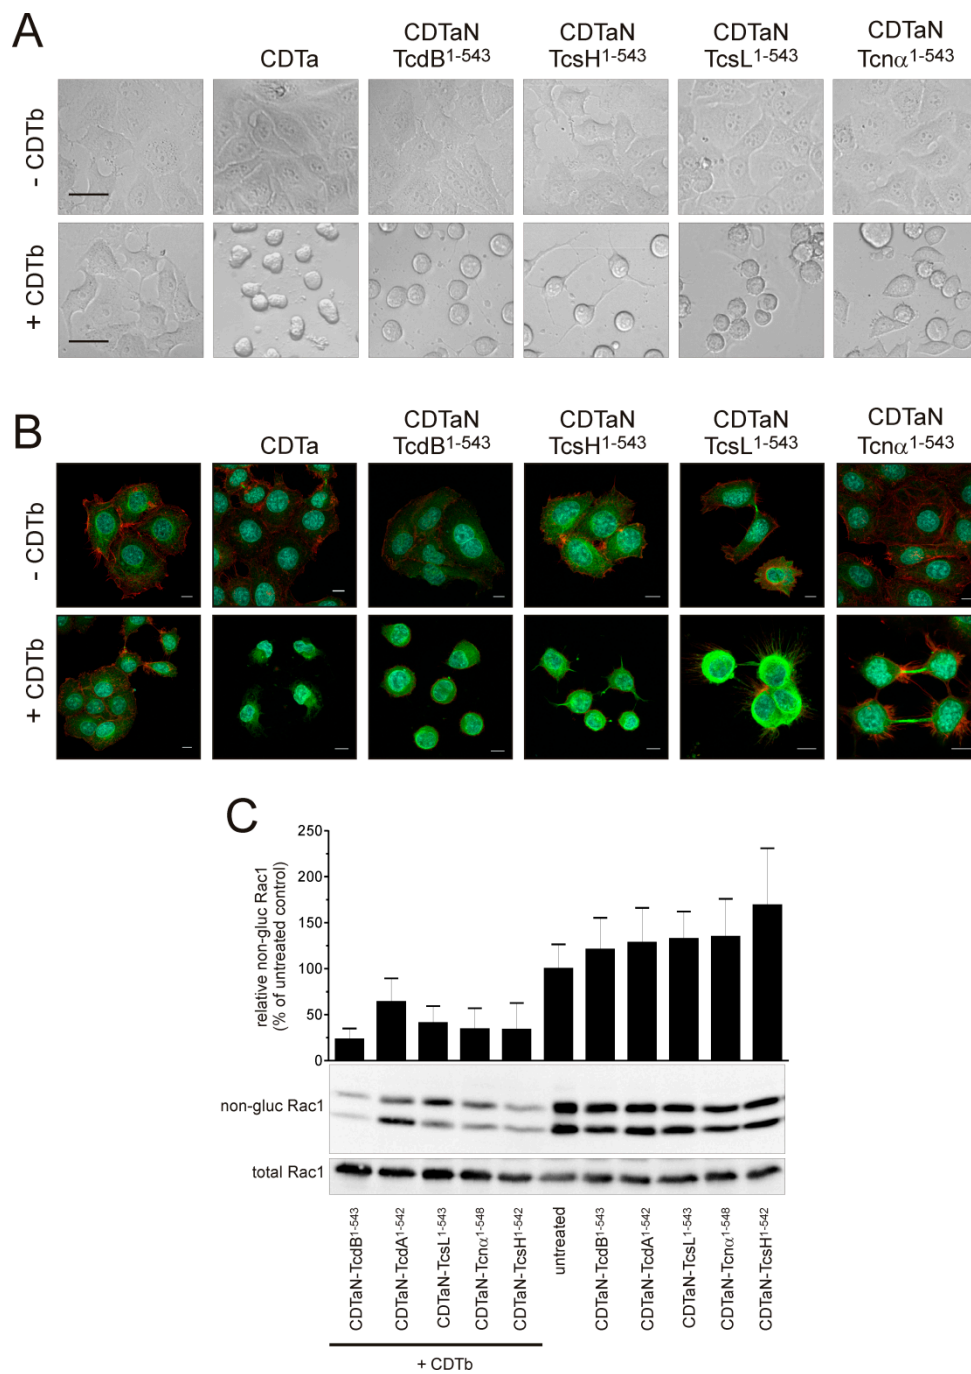 A
CDTa
CDTaN
TcdB1-543
CDTaN
TcsH1-543
CDTaN
TcsL1-543
CDTaN
Tcnα1-543
- CDTb
+ CDTb
B
CDTa
CDTaN
TcdB1-543
CDTaN
TcsH1-543
CDTaN
TcsL1-543
CDTaN
Tcnα1-543
- CDTb
+ CDTb
C
relative non-gluc Rac1
(% of untreated control)
250
200
150
100
50
0
non-gluc Rac1
total Rac1
CDTaN-TcdB1-543
CDTaN-TcdA1-542
CDTaN-TcsL1-543
CDTaN-Tcnα1-548
CDTaN-TcsH1-542
untreated
CDTaN-TcdB1-543
CDTaN-TcdA1-542
CDTaN-TcsL1-543
CDTaN-Tcnα1-548
CDTaN-TcsH1-542
+ CDTb